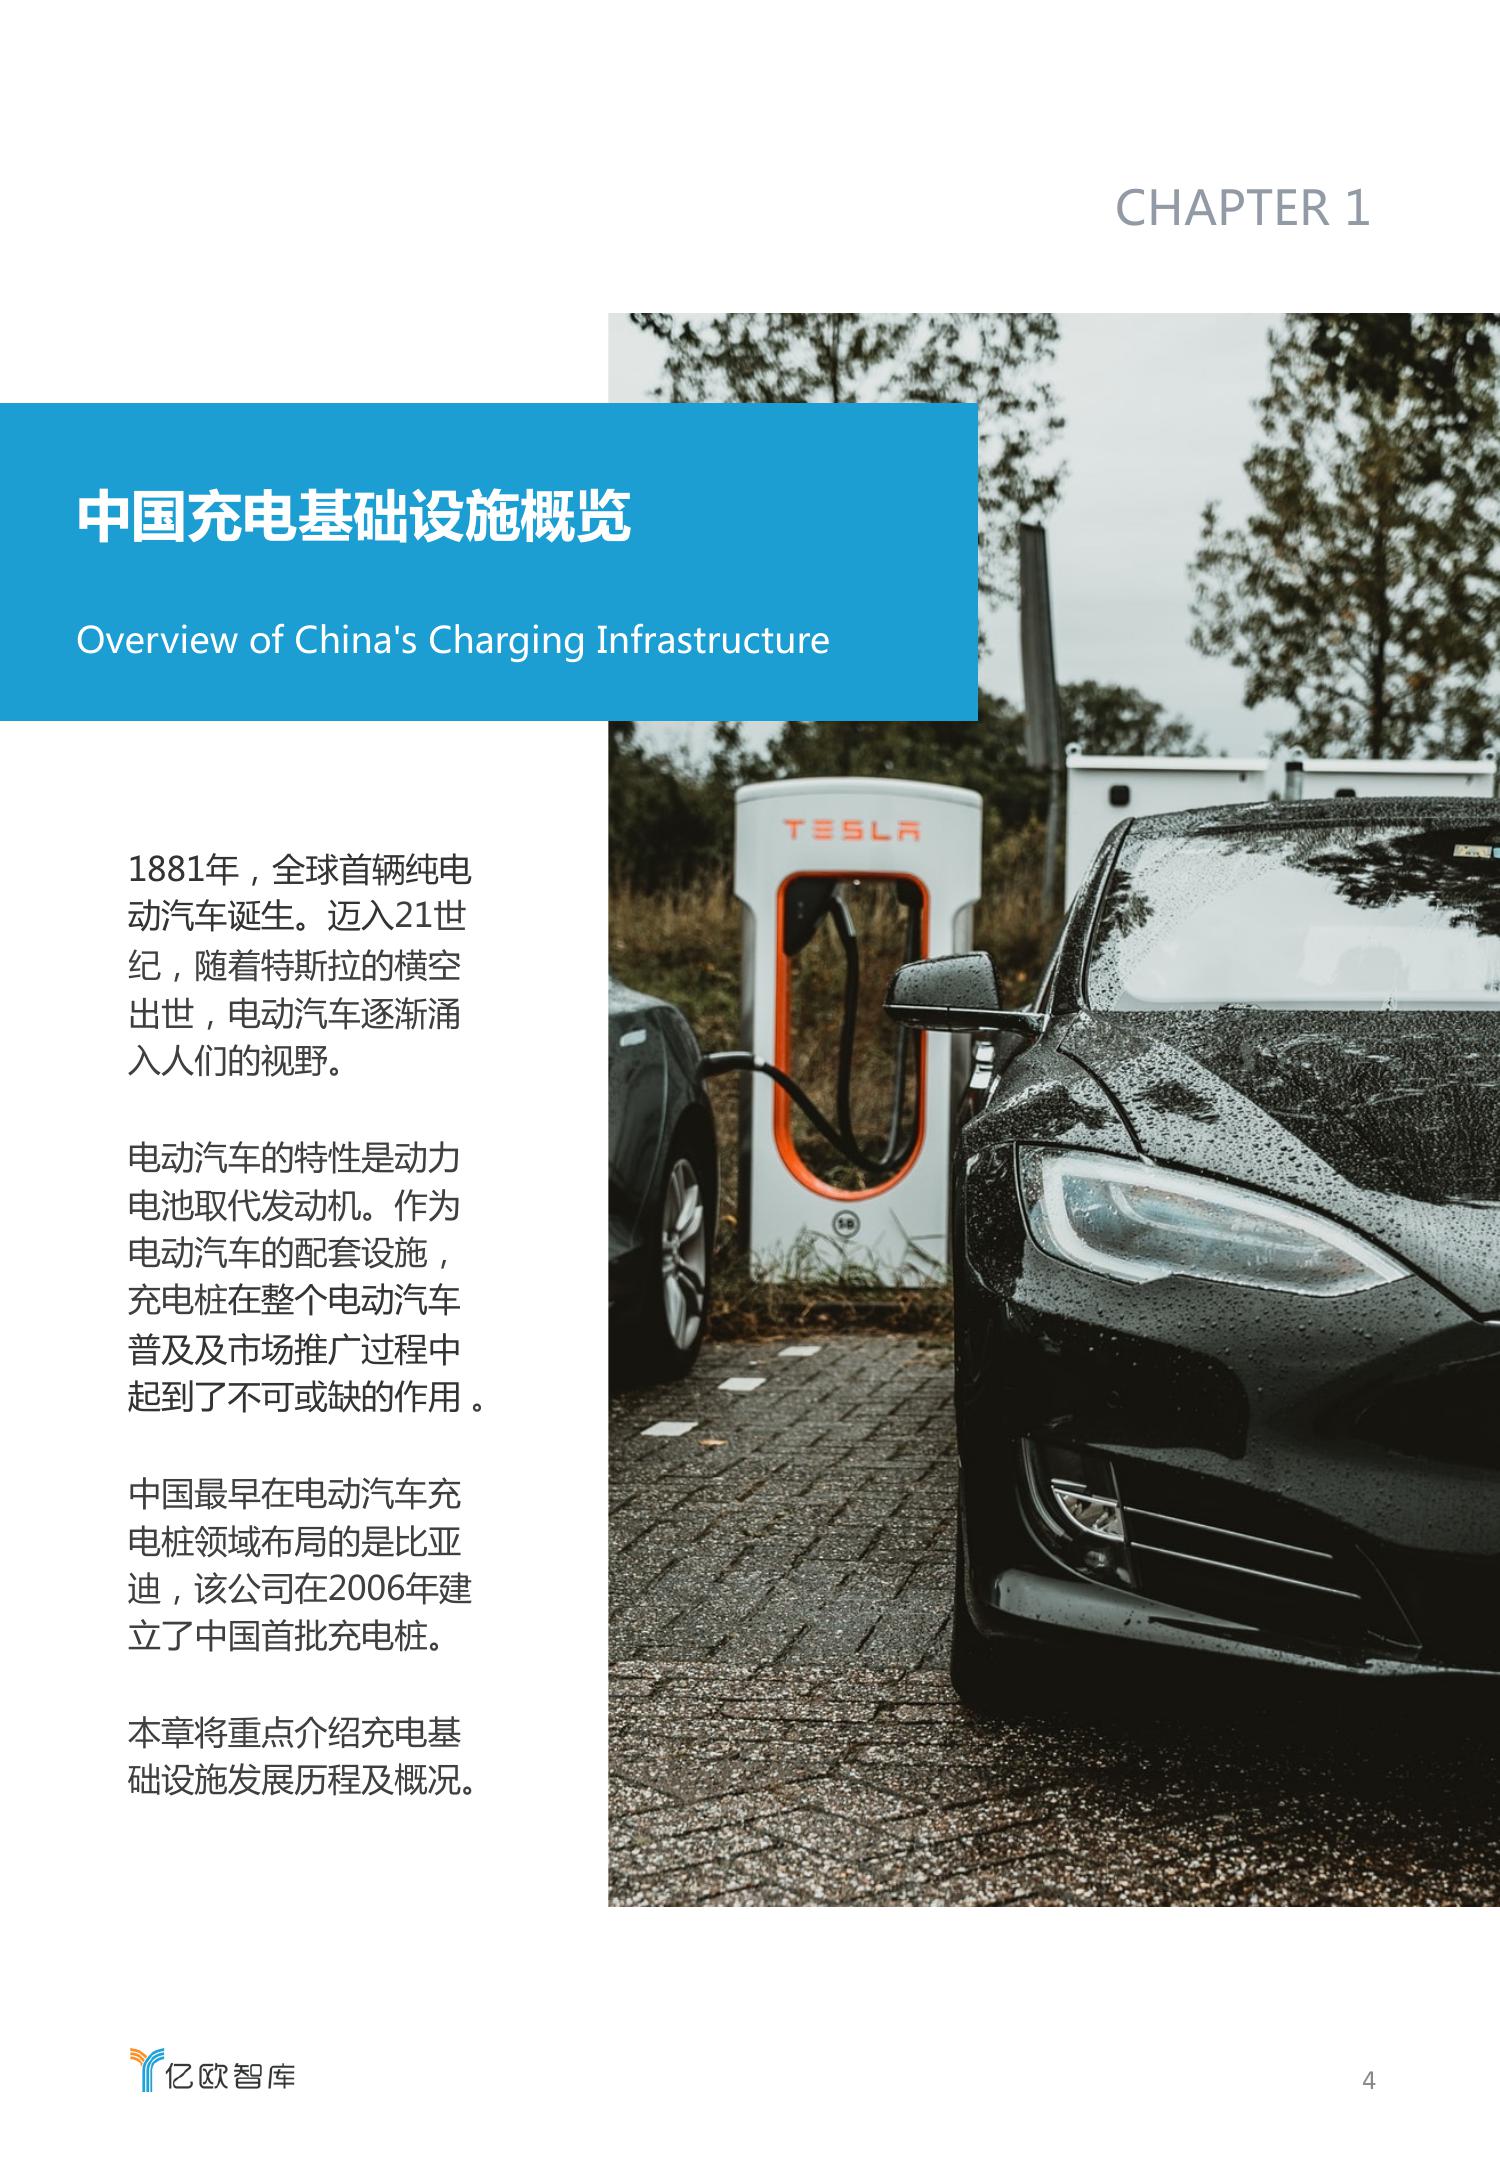 CHAPTER 1
中国充电基础设施概览
Overview of China's Charging Infrastructure
TESLA
1881年，全球首辆纯电
动汽车诞生。迈入21世
纪，随着特斯拉的横空
出世，电动汽车逐渐涌
入人们的视野。
电动汽车的特性是动力
电池取代发动机。作为
电动汽车的配套设施，
充电桩在整个电动汽车
普及及市场推广过程中
起到了不可或缺的作用 。
中国最早在电动汽车充
电桩领域布局的是比亚
迪，该公司在2006年建
立了中国首批充电桩。
本章将重点介绍充电基
础设施发展历程及概况。
亿欧智库
4